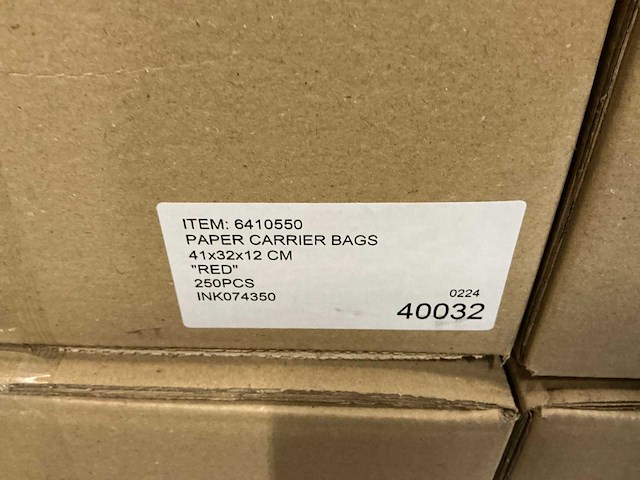 ITEM: 6410550
PAPER CARRIER BAGS
41x32x12 CM
"RED"
250PCS
INK074350
0224
40032